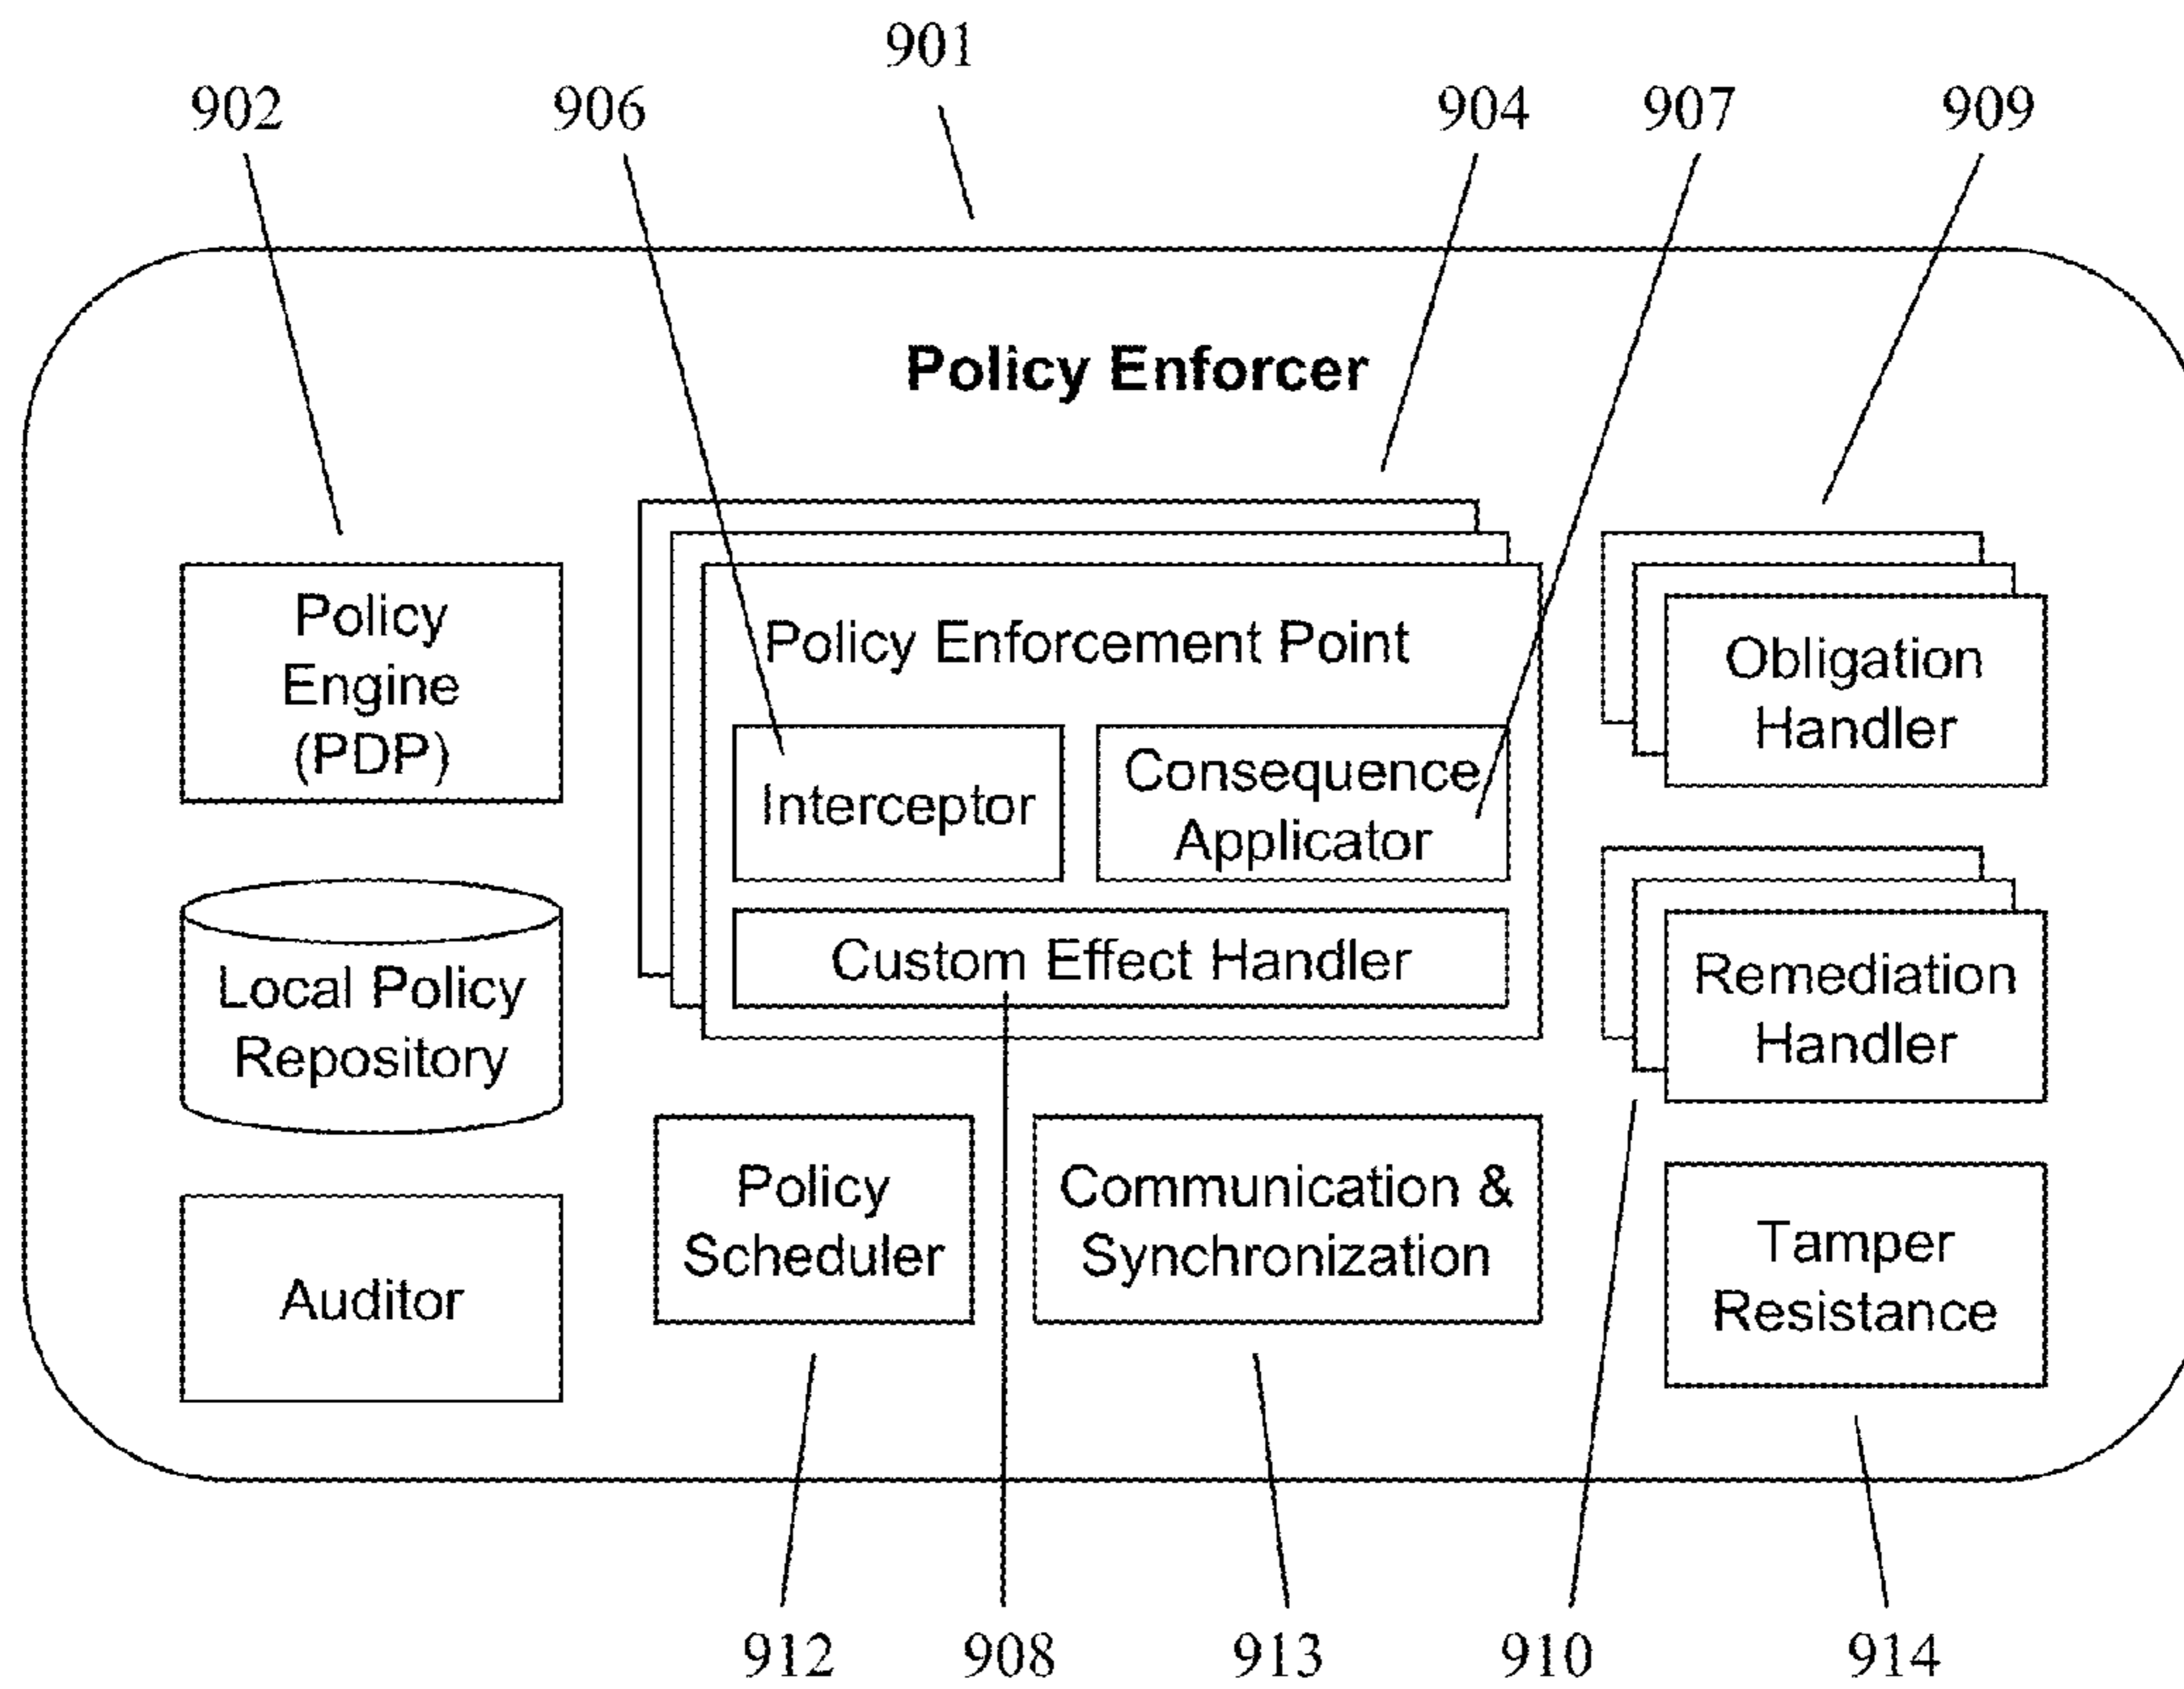 901
902
906
904
907
909
Policy Enforcer
Policy
Engine
(PDP)
Policy Enforcement Point
Interceptor
Consequence
Applicator
Custom Effect Handler
Obligation
Handler
Local Policy
Repository
Remediation
Handler
Auditor
Policy
Scheduler
Communication &
Synchronization
Tamper
Resistance
912
908
913
910
914